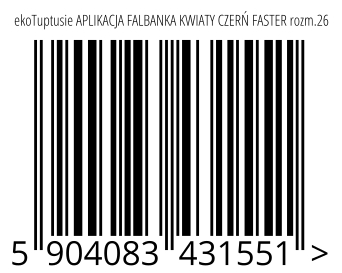 ekoTuptusie APLIKACJA FALBANKA KWIATY CZERŃ FASTER rozm.26
5 904083 431551 >